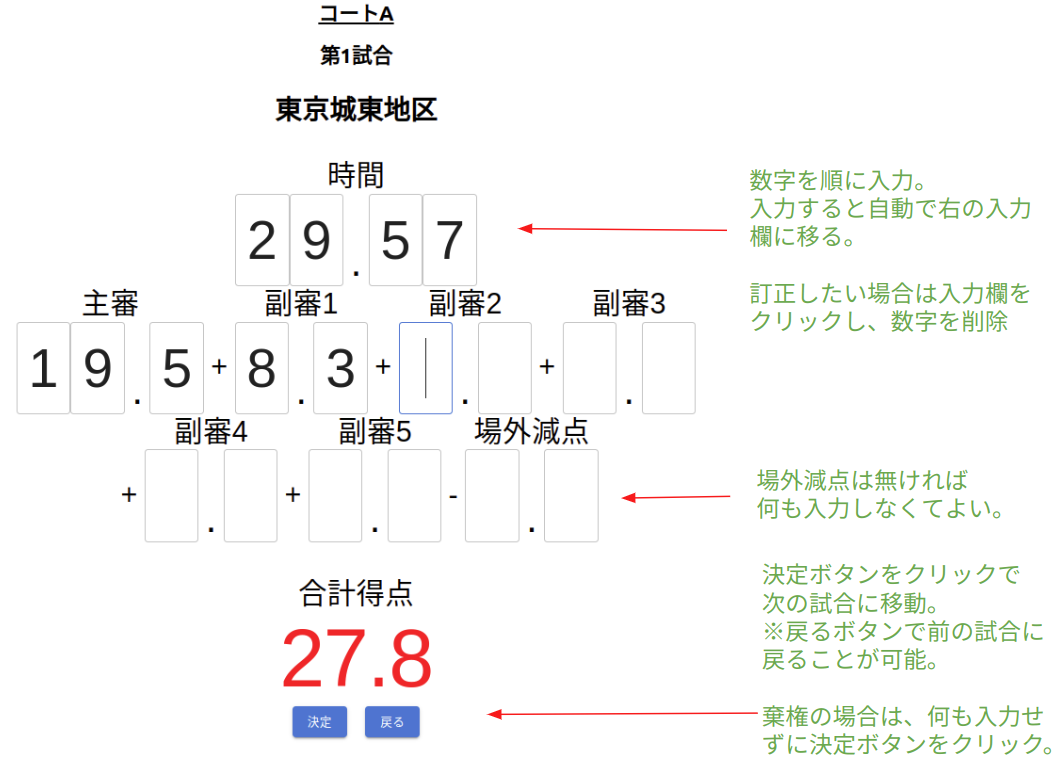 コートA
第1試合
東京城東地区
時間
29.57
数字を順に入力。
入力すると自動で右の入力
欄に移る。
訂正したい場合は入力欄を
クリックし、数字を削除
主審 副審1 副審2 副審3
19.5+8.3+ . + .
副審4 副審5 場外減点
+ . + . - .
場外減点は無ければ
何も入力しなくてよい。
合計得点
27.8
決定 戻る
決定ボタンをクリックで
次の試合に移動。
※戻るボタンで前の試合に
戻ることが可能。
棄権の場合は、何も入力せ
ずに決定ボタンをクリック。